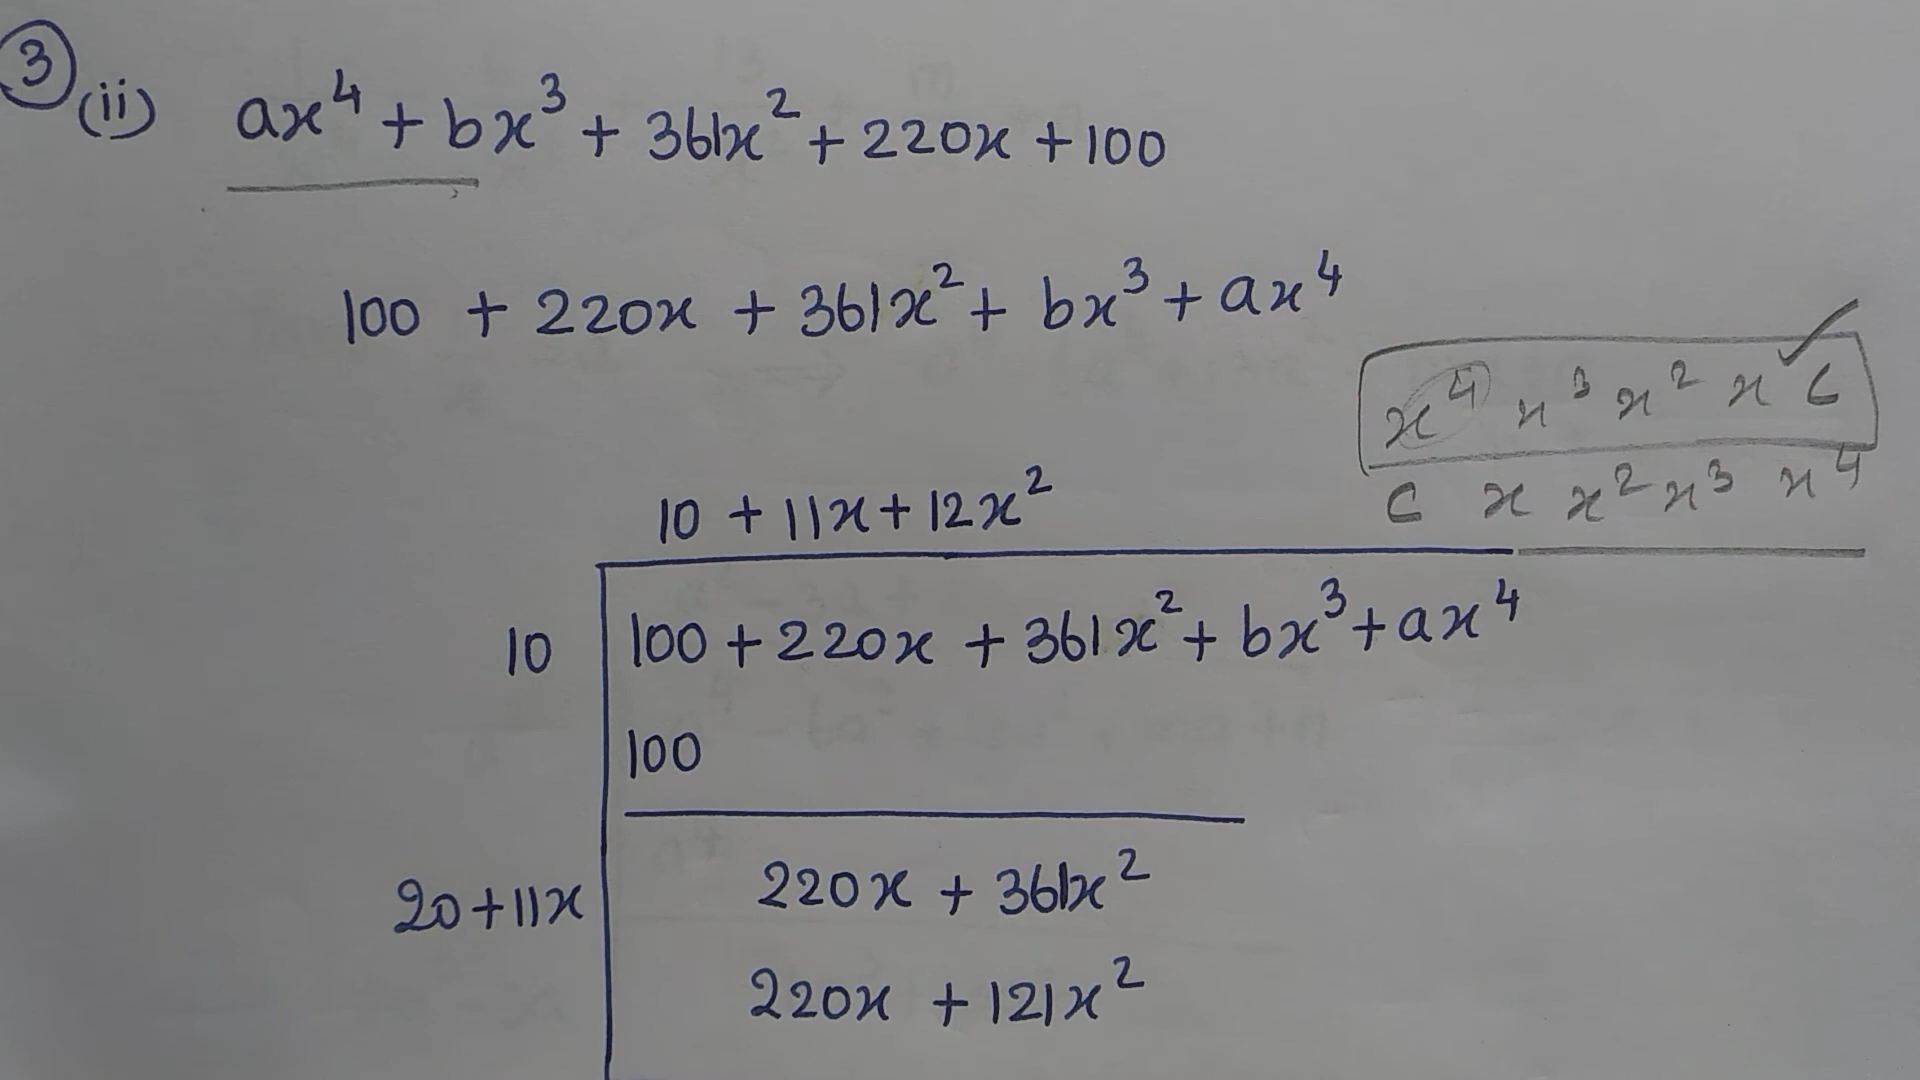 ③ (ii) ax⁴ + bx³ + 361x² + 220x + 100
100 + 220x + 361x² + bx³ + ax⁴
x⁴ x³ x² x c ✓
c x x² x³ x⁴
10 + 11x + 12x²
10 100 + 220x + 361x² + bx³ + ax⁴
100
20 + 11x 220x + 361x²
220x + 121x²